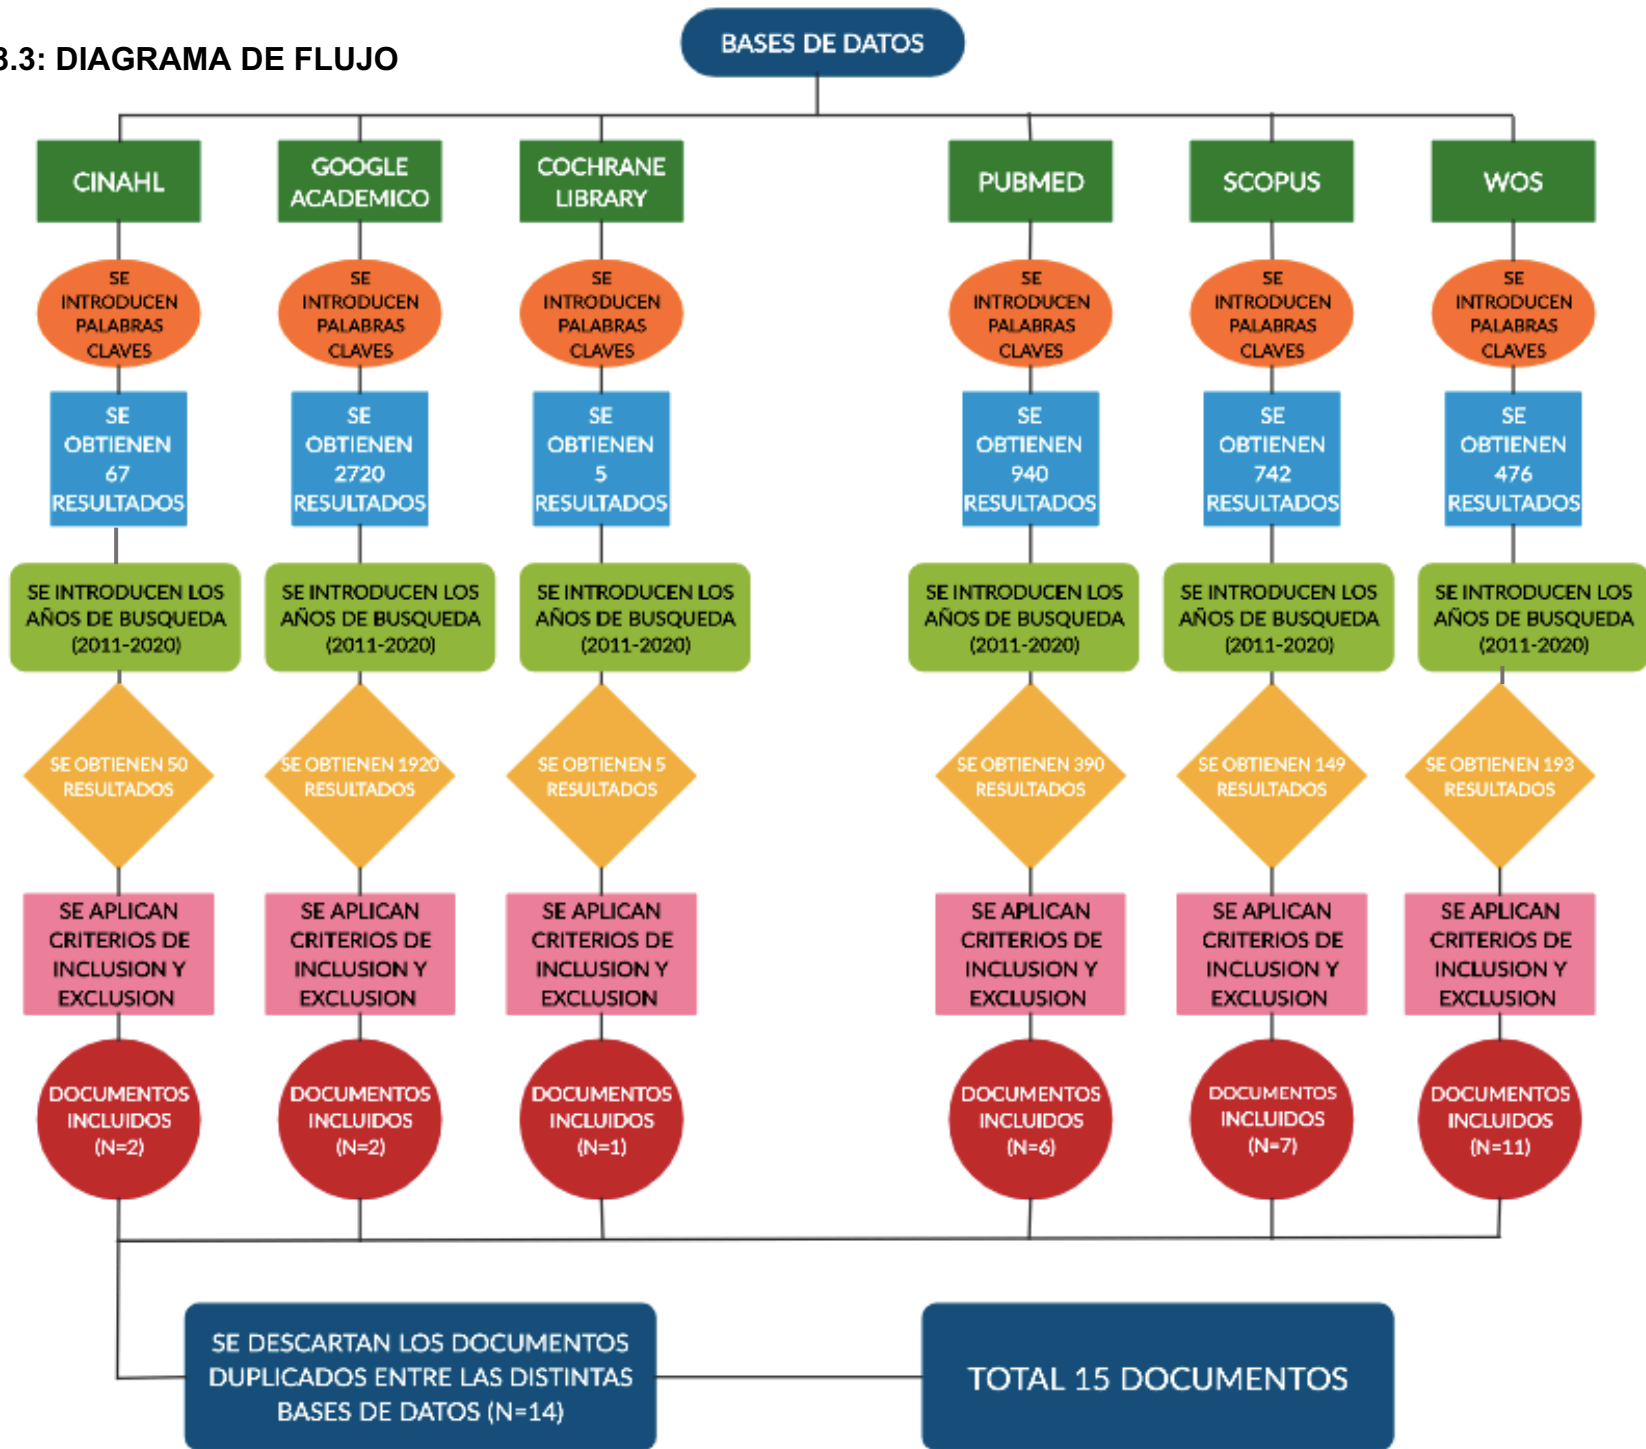 3.3: DIAGRAMA DE FLUJO
BASES DE DATOS
CINAHL
GOOGLE
ACADEMICO
COCHRANE
LIBRARY
PUBMED
SCOPUS
WOS
SE
INTRODUCEN
PALABRAS
CLAVES
SE
INTRODUCEN
PALABRAS
CLAVES
SE
INTRODUCEN
PALABRAS
CLAVES
SE
INTRODUCEN
PALABRAS
CLAVES
SE
INTRODUCEN
PALABRAS
CLAVES
SE
INTRODUCEN
PALABRAS
CLAVES
SE
OBTIENEN
67
RESULTADOS
SE
OBTIENEN
2720
RESULTADOS
SE
OBTIENEN
5
RESULTADOS
SE
OBTIENEN
940
RESULTADOS
SE
OBTIENEN
742
RESULTADOS
SE
OBTIENEN
476
RESULTADOS
SE INTRODUCEN LOS
AÑOS DE BUSQUEDA
(2011-2020)
SE INTRODUCEN LOS
AÑOS DE BUSQUEDA
(2011-2020)
SE INTRODUCEN LOS
AÑOS DE BUSQUEDA
(2011-2020)
SE INTRODUCEN LOS
AÑOS DE BUSQUEDA
(2011-2020)
SE INTRODUCEN LOS
AÑOS DE BUSQUEDA
(2011-2020)
SE INTRODUCEN LOS
AÑOS DE BUSQUEDA
(2011-2020)
SE OBTIENEN 50
RESULTADOS
SE OBTIENEN 1920
RESULTADOS
SE OBTIENEN 5
RESULTADOS
SE OBTIENEN 390
RESULTADOS
SE OBTIENEN 149
RESULTADOS
SE OBTIENEN 193
RESULTADOS
SE APLICAN
CRITERIOS DE
INCLUSION Y
EXCLUSION
SE APLICAN
CRITERIOS DE
INCLUSION Y
EXCLUSION
SE APLICAN
CRITERIOS DE
INCLUSION Y
EXCLUSION
SE APLICAN
CRITERIOS DE
INCLUSION Y
EXCLUSION
SE APLICAN
CRITERIOS DE
INCLUSION Y
EXCLUSION
SE APLICAN
CRITERIOS DE
INCLUSION Y
EXCLUSION
DOCUMENTOS
INCLUIDOS
(N=2)
DOCUMENTOS
INCLUIDOS
(N=2)
DOCUMENTOS
INCLUIDOS
(N=1)
DOCUMENTOS
INCLUIDOS
(N=6)
DOCUMENTOS
INCLUIDOS
(N=7)
DOCUMENTOS
INCLUIDOS
(N=11)
SE DESCARTAN LOS DOCUMENTOS
DUPLICADOS ENTRE LAS DISTINTAS
BASES DE DATOS (N=14)
TOTAL 15 DOCUMENTOS